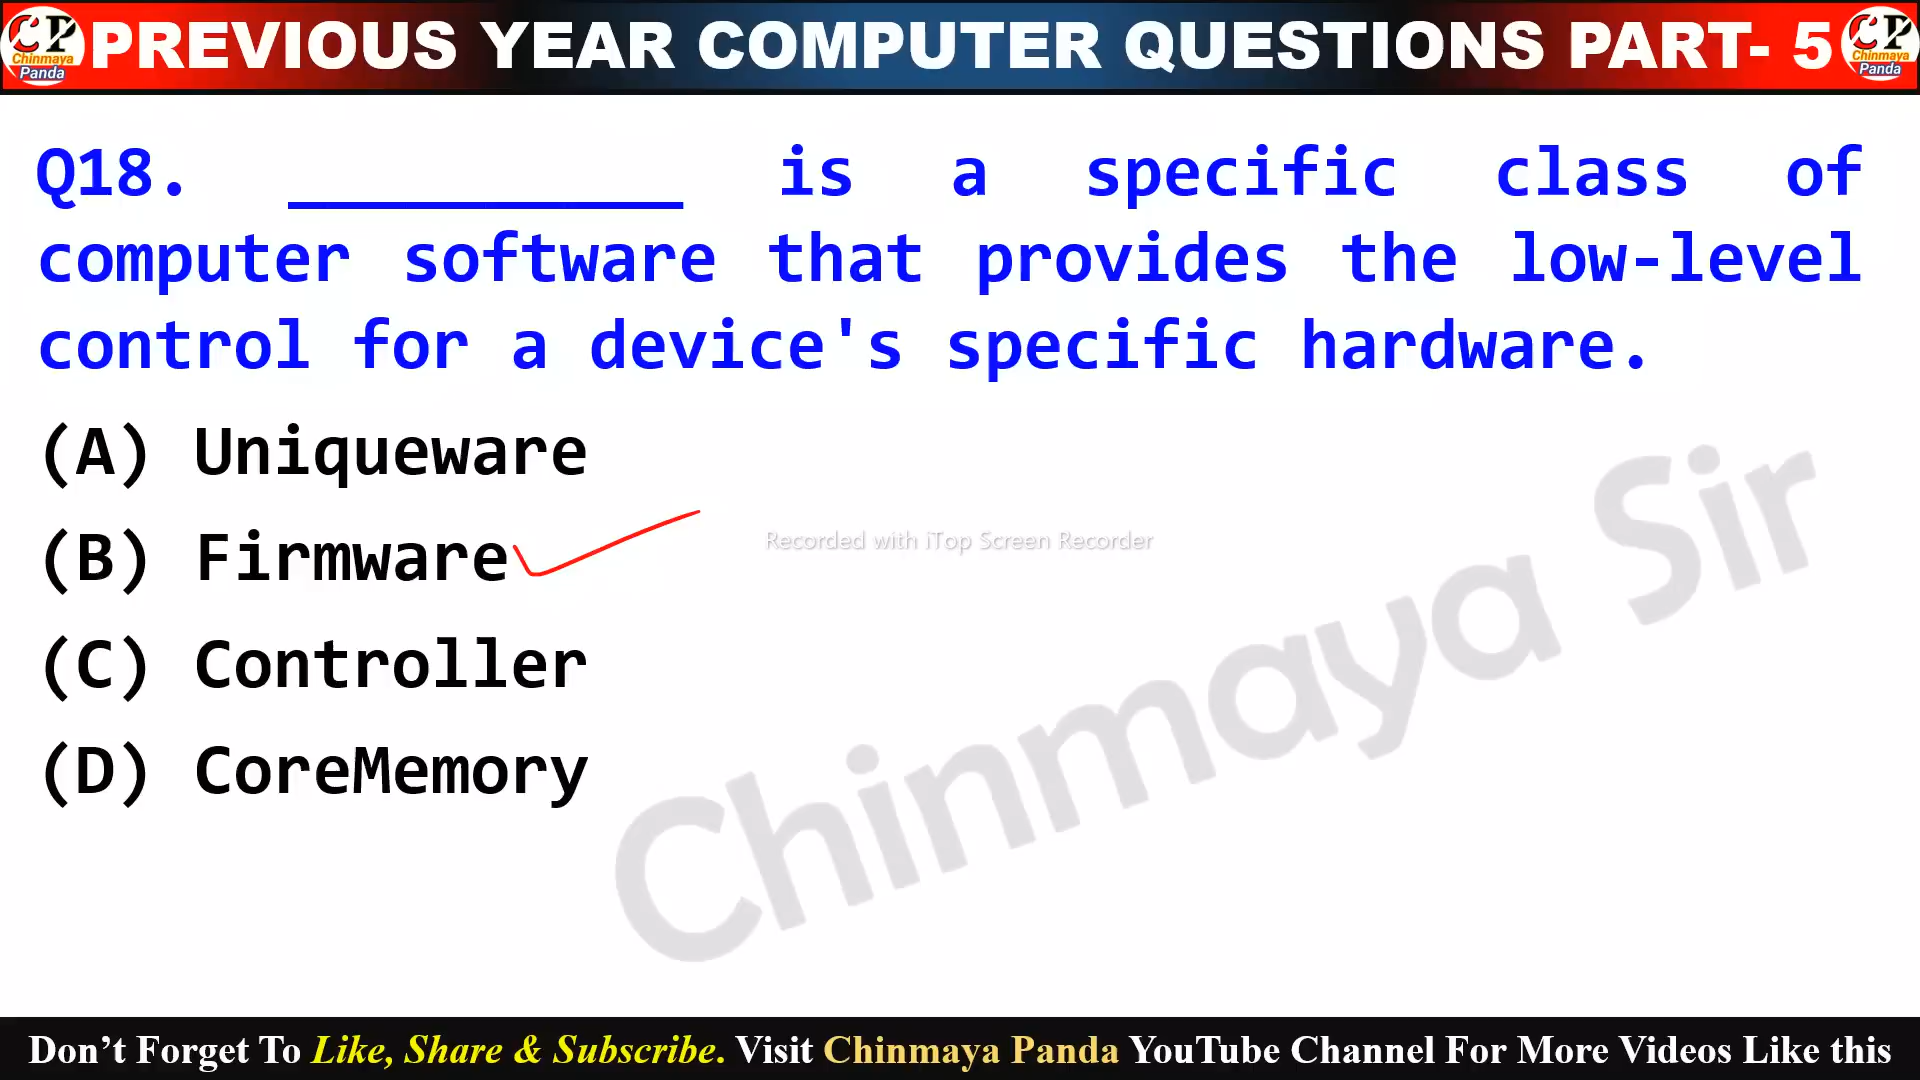 CP
Chinmaya
Panda
PREVIOUS YEAR COMPUTER QUESTIONS PART- 5
CP
Chinmaya
Panda
Q18. __________ is a specific class of
computer software that provides the low-level
control for a device's specific hardware.
(A) Uniqueware
(B) Firmware
(C) Controller
(D) CoreMemory
Recorded with iTop Screen Recorder
Chinmaya Sir
Don’t Forget To Like, Share & Subscribe. Visit Chinmaya Panda YouTube Channel For More Videos Like this